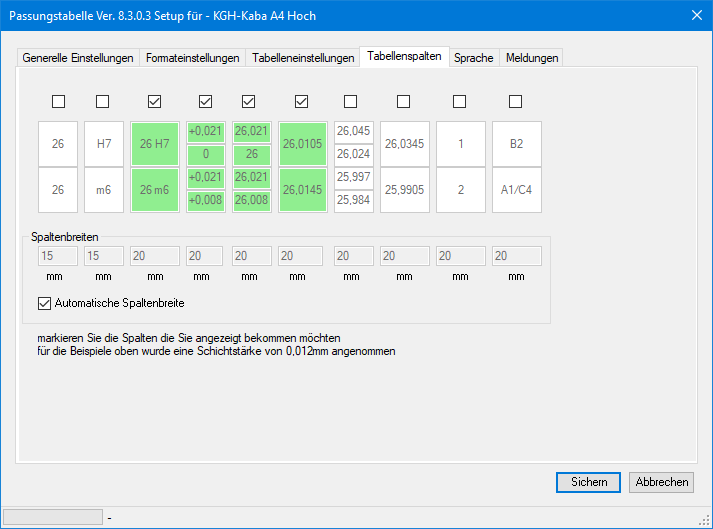 Passungstabelle Ver. 8.3.0.3 Setup für - KGH-Kaba A4 Hoch
Generelle Einstellungen Formateinstellungen Tabelleneinstellungen Tabellenspalten Sprache Meldungen
26 H7 26 H7 +0,021 0 26,021 26 26,0105 26,045 26,024 26,0345 1 B2
26 m6 26 m6 +0,021 +0,008 26,021 26,008 26,0145 25,997 25,984 25,9905 2 A1/C4
Spaltenbreiten
15 15 20 20 20 20 20 20 20 20
mm mm mm mm mm mm mm mm mm mm
Automatische Spaltenbreite
markieren Sie die Spalten die Sie angezeigt bekommen möchten
für die Beispiele oben wurde eine Schichtstärke von 0,012mm angenommen
Sichern Abbrechen
-